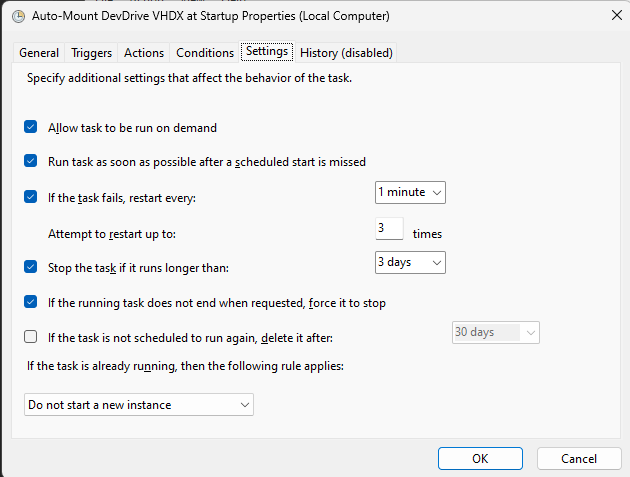 Auto-Mount DevDrive VHDX at Startup Properties (Local Computer)
General Triggers Actions Conditions Settings History (disabled)
Specify additional settings that affect the behavior of the task.
Allow task to be run on demand
Run task as soon as possible after a scheduled start is missed
If the task fails, restart every: 1 minute
Attempt to restart up to: 3 times
Stop the task if it runs longer than: 3 days
If the running task does not end when requested, force it to stop
If the task is not scheduled to run again, delete it after: 30 days
If the task is already running, then the following rule applies:
Do not start a new instance
OK Cancel